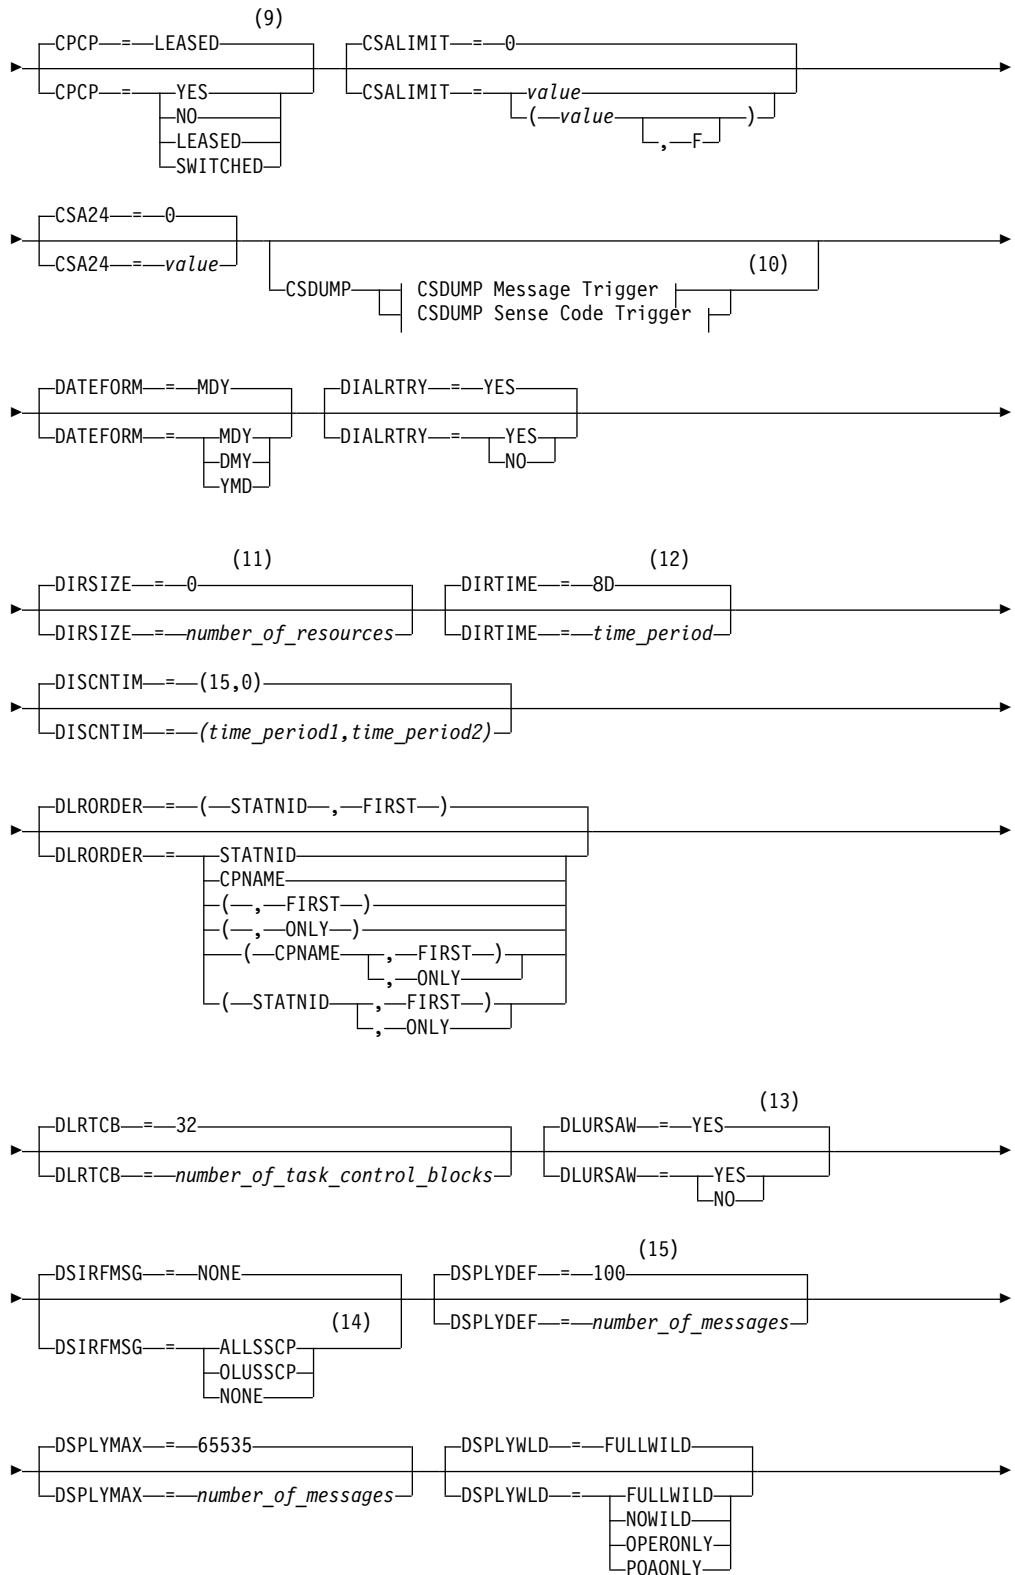 (9)
CPCP = LEASED CSALIMIT = 0
CPCP = YES CSALIMIT = value
NO ( value )
LEASED , F
SWITCHED
CSA24 = 0
CSA24 = value (10)
CSDUMP CSDUMP Message Trigger
CSDUMP Sense Code Trigger
DATEFORM = MDY DIALRTRY = YES
DATEFORM = MDY DIALRTRY = YES
DMY NO
YMD
(11) (12)
DIRSIZE = 0 DIRTIME = 8D
DIRSIZE = number_of_resources DIRTIME = time_period
DISCNTIM = (15,0)
DISCNTIM = (time_period1,time_period2)
DLRORDER = ( STATNID , FIRST )
DLRORDER = STATNID
CPNAME
( , FIRST )
( , ONLY )
( CPNAME , FIRST )
, ONLY
( STATNID , FIRST )
, ONLY
(13)
DLRTCB = 32 DLURSAW = YES
DLRTCB = number_of_task_control_blocks DLURSAW = YES
NO
(15)
DSIRFMSG = NONE DSPLYDEF = 100
(14) DSPLYDEF = number_of_messages
DSIRFMSG = ALLSSCP
OLUSSCP
NONE
DSPLYMAX = 65535 DSPLYWLD = FULLWILD
DSPLYMAX = number_of_messages DSPLYWLD = FULLWILD
NOWILD
OPERONLY
POAONLY